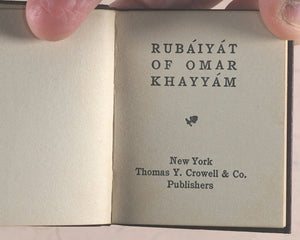 RUBÁIYÁT
OF OMAR
KHAYYÁM
New York
Thomas Y. Crowell & Co.
Publishers